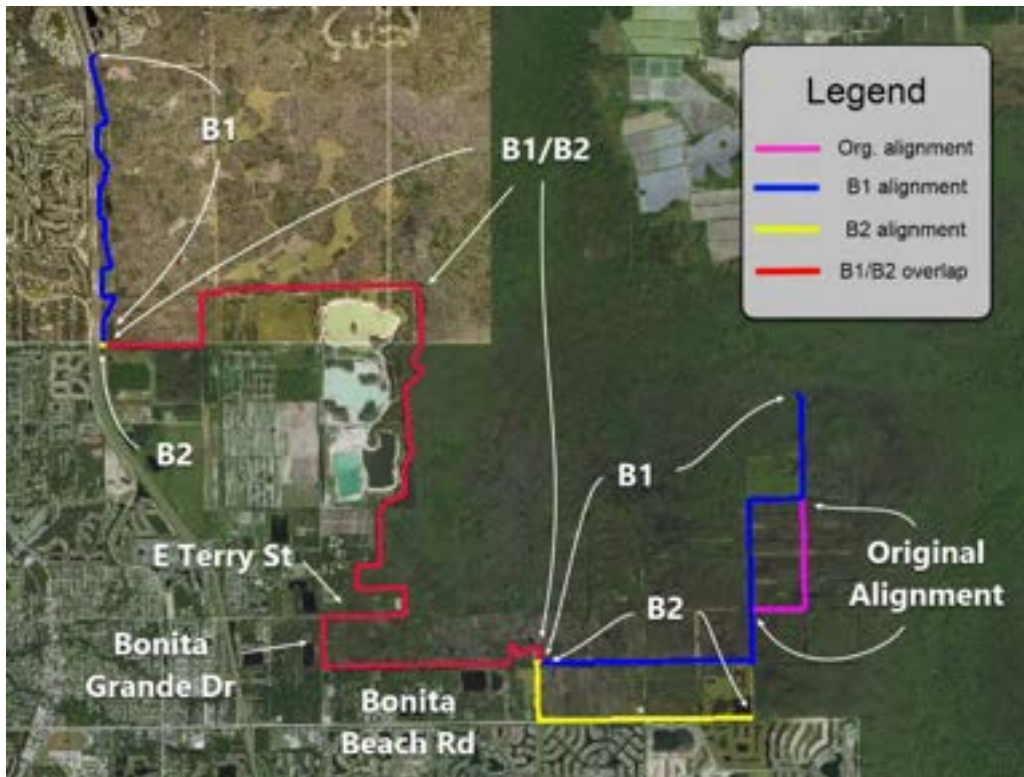 Legend
Org. alignment
B1 alignment
B2 alignment
B1/B2 overlap
B1
B1/B2
B2
B1
E Terry St
Original
Alignment
B2
Bonita
Grande Dr
Bonita
Beach Rd